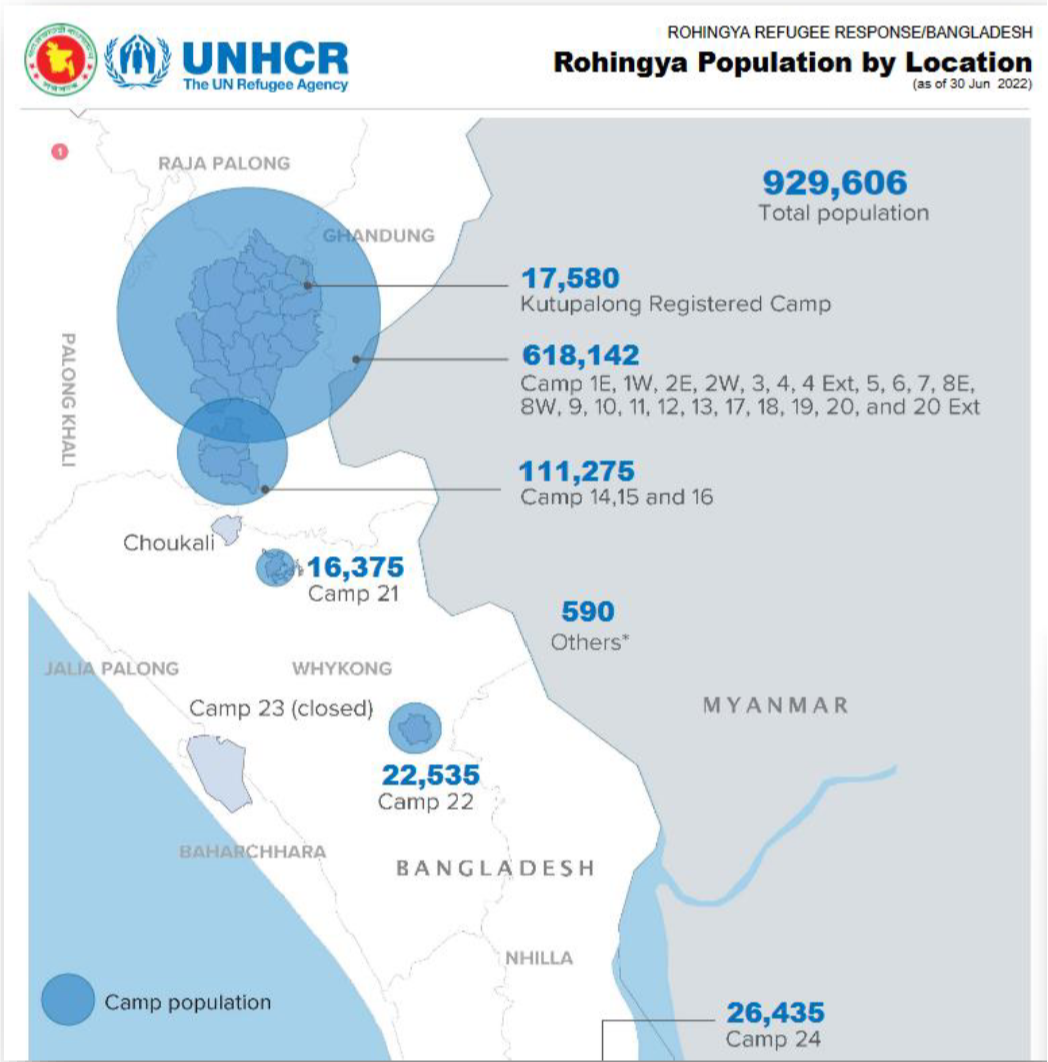 UNHCR
The UN Refugee Agency
ROHINGYA REFUGEE RESPONSE/BANGLADESH
Rohingya Population by Location
(as of 30 Jun 2022)
1
RAJA PALONG
929,606
Total population
GHANDUNG
17,580
Kutupalong Registered Camp
PALONG KHALI
618,142
Camp 1E, 1W, 2E, 2W, 3, 4, 4 Ext, 5, 6, 7, 8E,
8W, 9, 10, 11, 12, 13, 17, 18, 19, 20, and 20 Ext
111,275
Camp 14,15 and 16
Choukali
16,375
Camp 21
590
Others*
JALIA PALONG
WHYKONG
Camp 23 (closed)
MYANMAR
22,535
Camp 22
BAHARCHHARA
BANGLADESH
NHILLA
Camp population
26,435
Camp 24